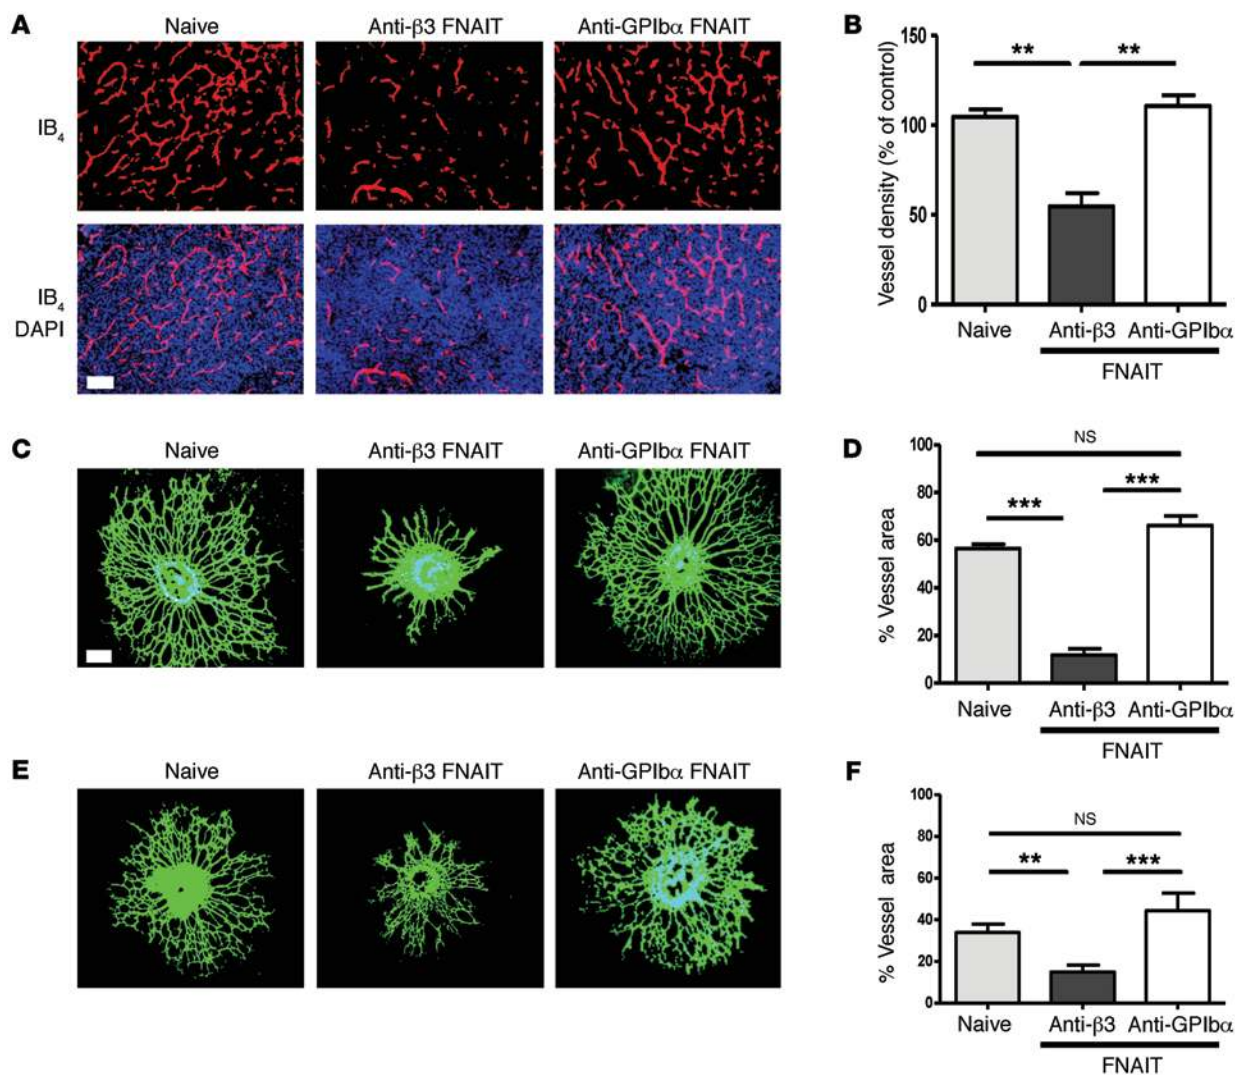 A
Naive
Anti-β3 FNAIT
Anti-GPIbα FNAIT
IB4
IB4
DAPI
B
Vessel density (% of control)
150
100
50
0
**
**
Naive
Anti-β3
Anti-GPIbα
FNAIT
C
Naive
Anti-β3 FNAIT
Anti-GPIbα FNAIT
D
% Vessel area
100
80
60
40
20
0
NS
***
***
Naive
Anti-β3
Anti-GPIbα
FNAIT
E
Naive
Anti-β3 FNAIT
Anti-GPIbα FNAIT
F
% Vessel area
100
80
60
40
20
0
NS
**
***
Naive
Anti-β3
Anti-GPIbα
FNAIT